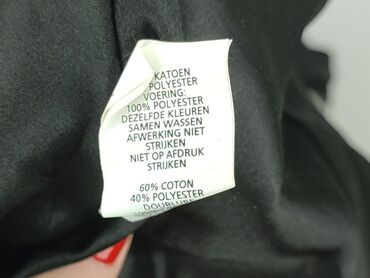 KATOEN
POLYESTER
VOERING:
100% POLYESTER
DEZELFDE KLEUREN
SAMEN WASSEN
AFWERKING NIET
STRIJKEN
NIET OP AFDRUK
STRIJKEN
60% COTON
40% POLYESTER
DOUBLURE